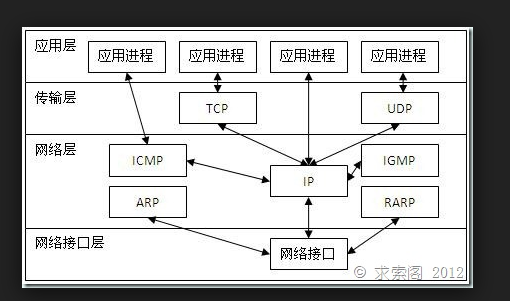 应用层
应用进程 应用进程 应用进程 应用进程
传输层
TCP UDP
网络层
ICMP IGMP
IP
ARP RARP
网络接口层
网络接口
© 求索阁 2012